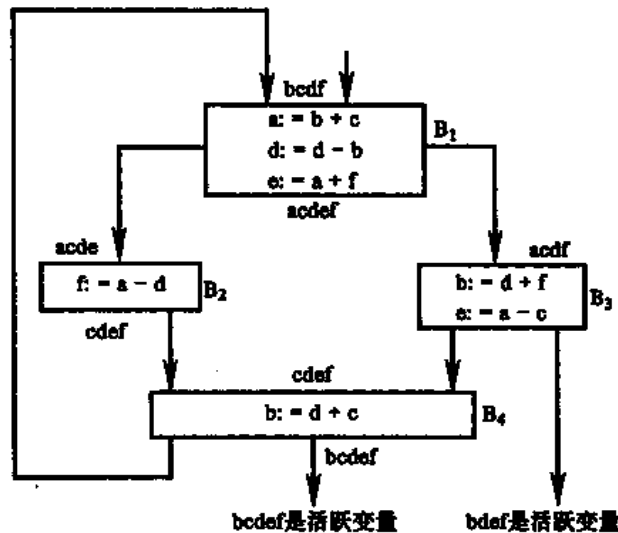 bcdf
a: = b + c
d: = d - b
e: = a + f
B1
acdef
acde
f: = a - d
B2
cdef
acdf
b: = d + f
e: = a - c
B3
cdef
b: = d + c
B4
bcdef
bcdef是活跃变量
bdef是活跃变量